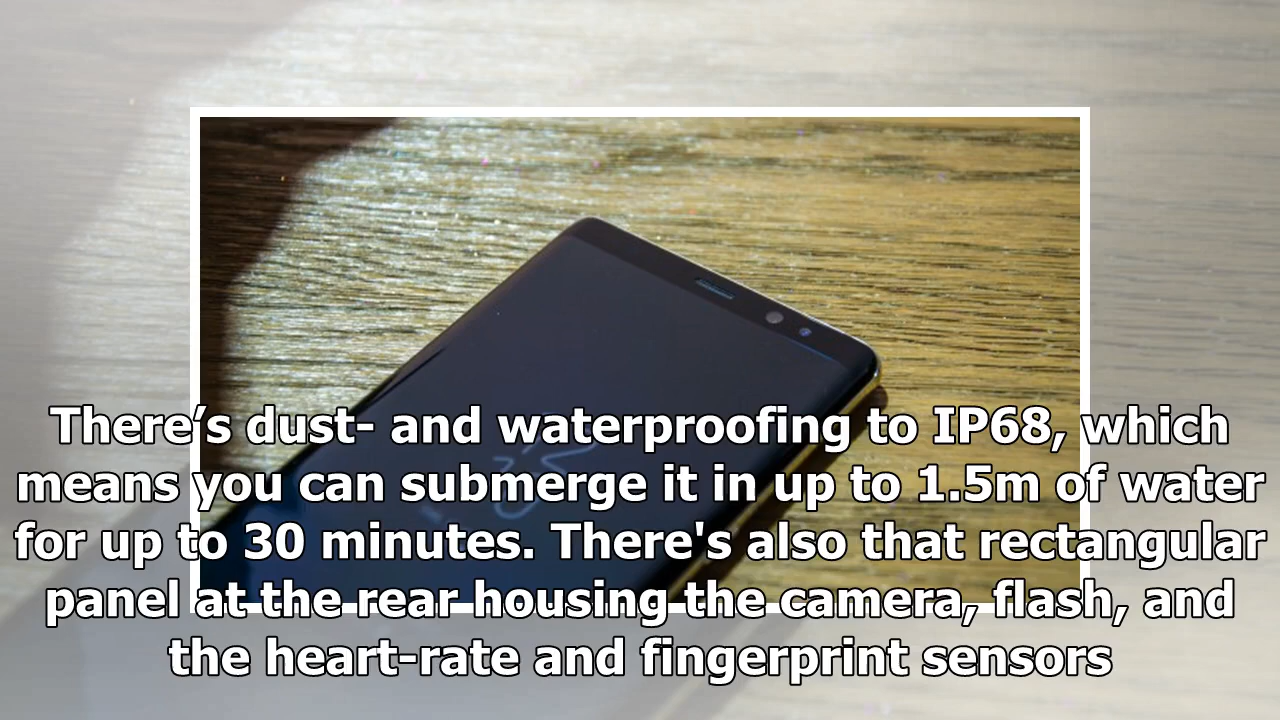 There’s dust- and waterproofing to IP68, which
means you can submerge it in up to 1.5m of water
for up to 30 minutes. There's also that rectangular
panel at the rear housing the camera, flash, and
the heart-rate and fingerprint sensors